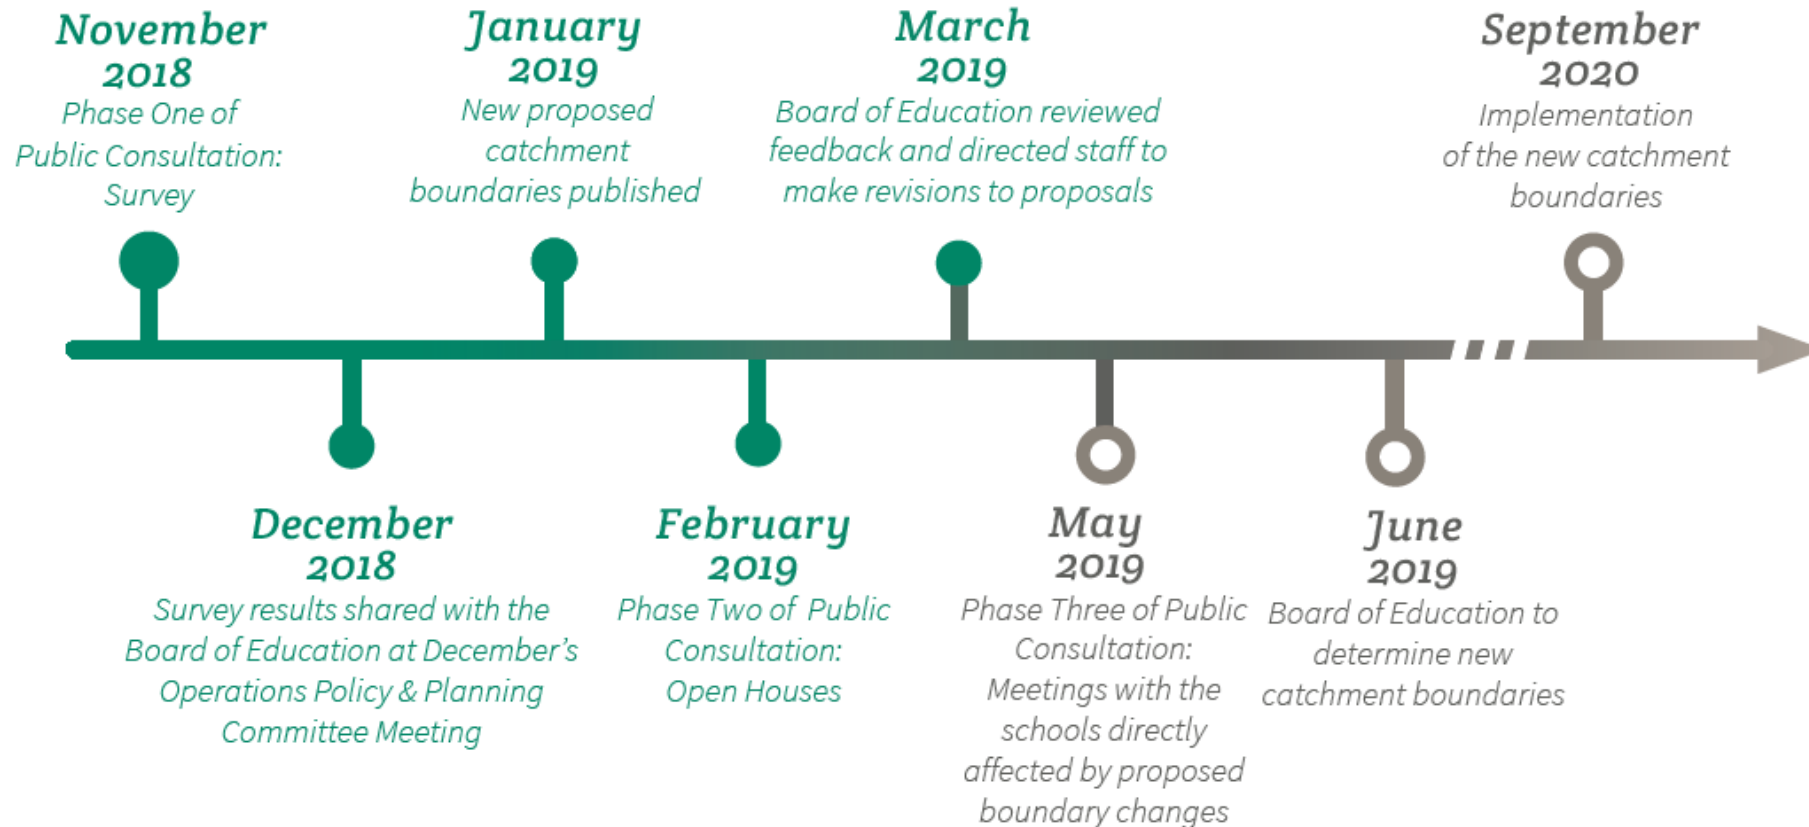 November
2018
Phase One of
Public Consultation:
Survey
January
2019
New proposed
catchment
boundaries published
March
2019
Board of Education reviewed
feedback and directed staff to
make revisions to proposals
September
2020
Implementation
of the new catchment
boundaries
December
2018
Survey results shared with the
Board of Education at December’s
Operations Policy & Planning
Committee Meeting
February
2019
Phase Two of Public
Consultation:
Open Houses
May
2019
Phase Three of Public
Consultation:
Meetings with the
schools directly
affected by proposed
boundary changes
June
2019
Board of Education to
determine new
catchment boundaries